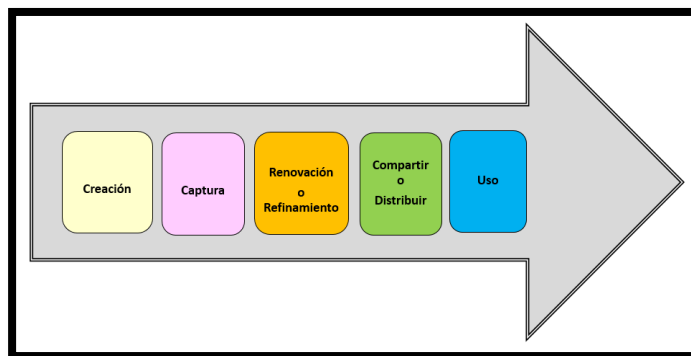 Creación
Captura
Renovación
o
Refinamiento
Compartir
o
Distribuir
Uso